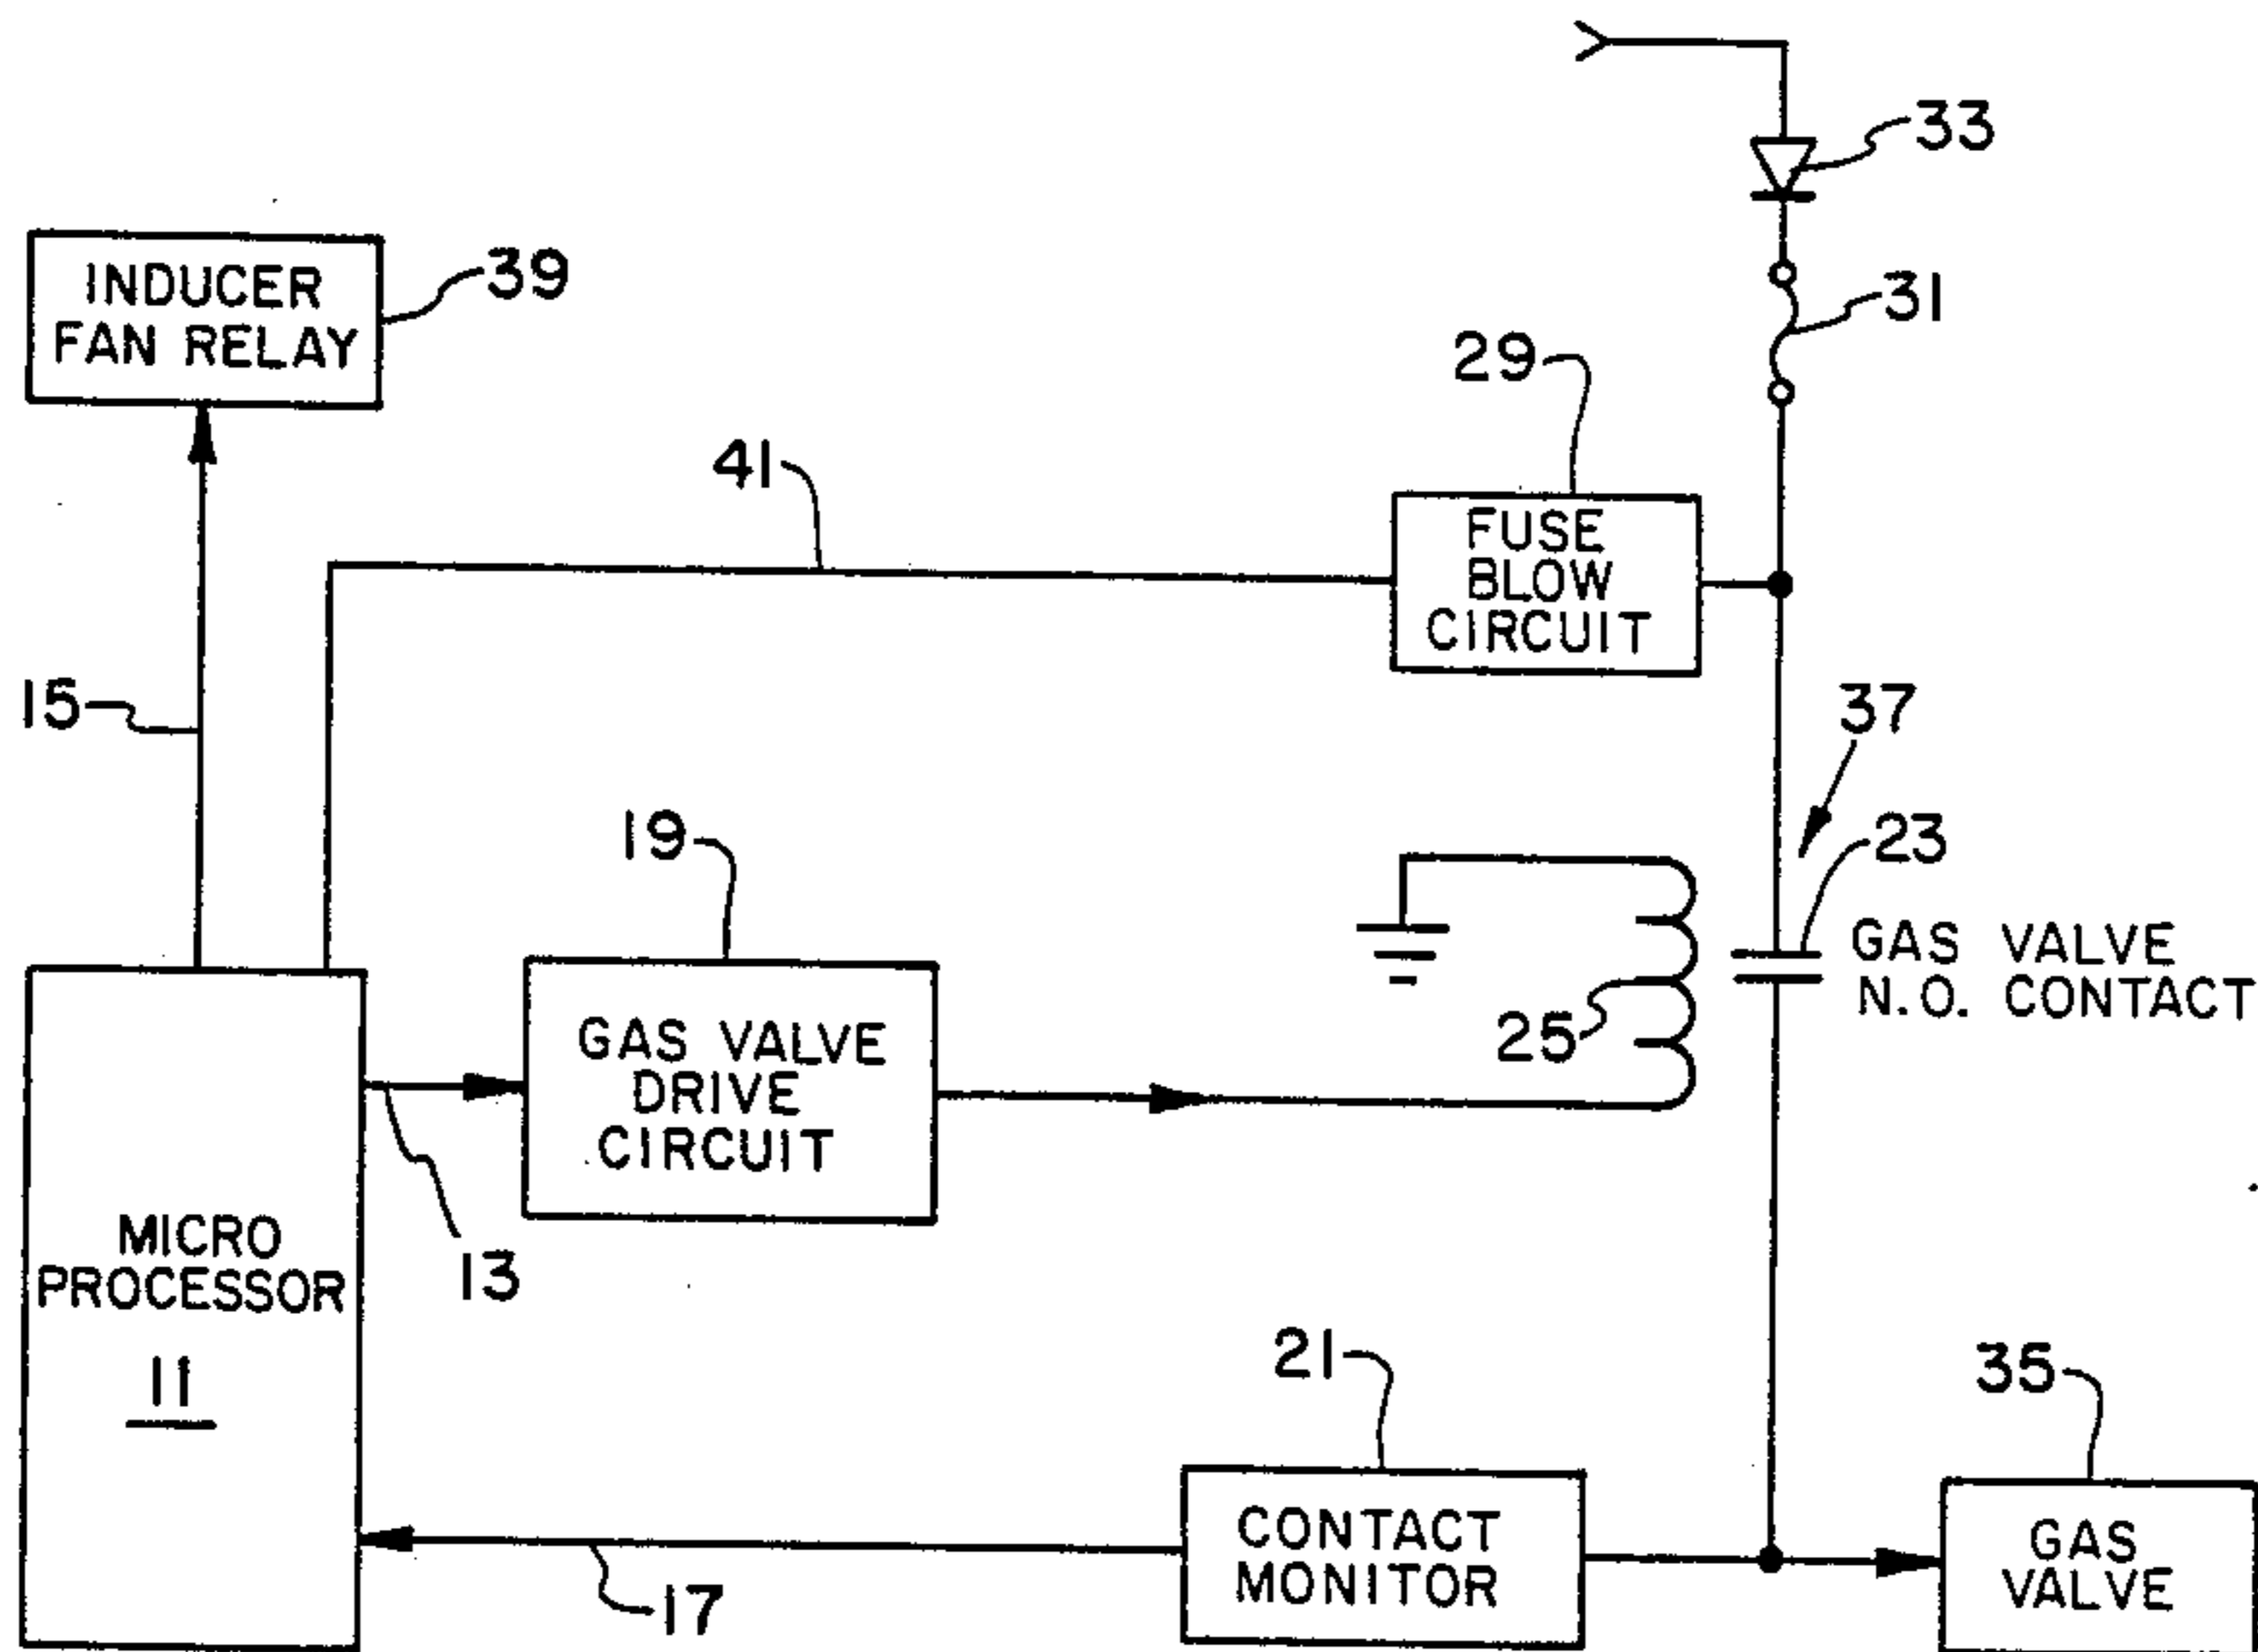 33
INDUCER
FAN RELAY
39
31
29
41
FUSE
BLOW
CIRCUIT
15
37
19
23
GAS VALVE
N.O. CONTACT
25
GAS VALVE
DRIVE
CIRCUIT
MICRO
PROCESSOR
11
13
21
35
CONTACT
MONITOR
GAS
VALVE
17